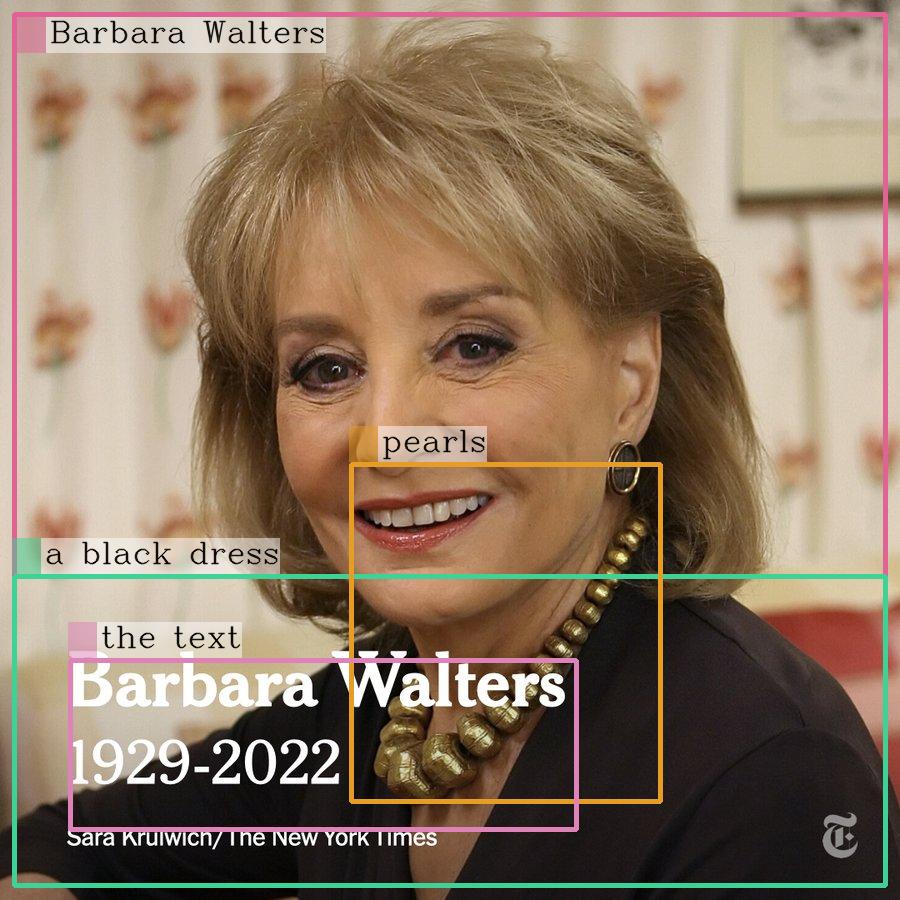 Barbara Walters
pearls
a black dress
the text
Barbara Walters
1929-2022
Sara Krulwich/The New York Times
T